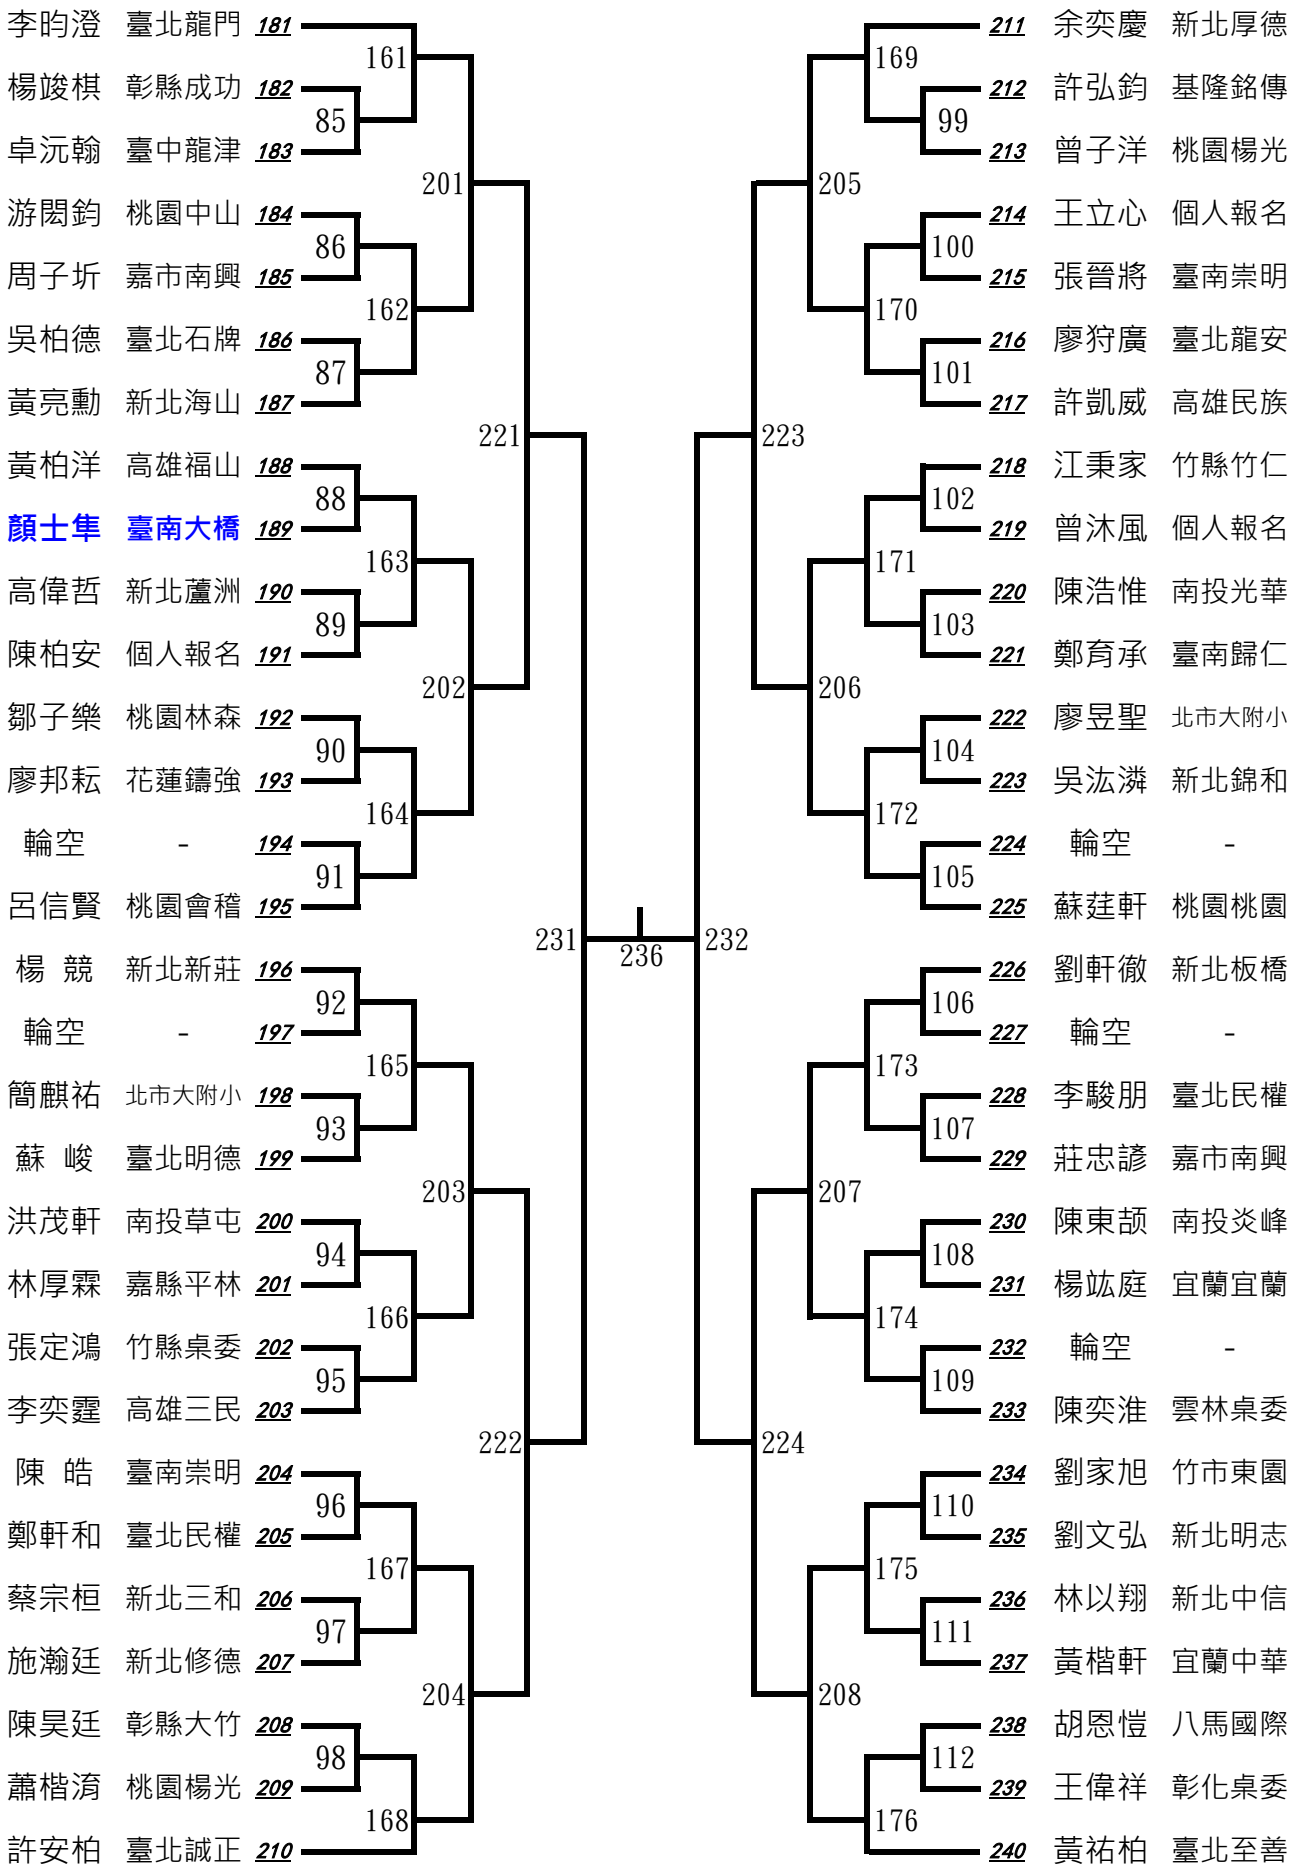 李昀澄 臺北龍門 181
161
楊竣棋 彰縣成功 182
85
卓沅翰 臺中龍津 183
201
游閎鈞 桃園中山 184
86
周子圻 嘉市南興 185
162
吳柏德 臺北石牌 186
87
黃亮勳 新北海山 187
221
黃柏洋 高雄福山 188
88
顏士隼 臺南大橋 189
163
高偉哲 新北蘆洲 190
89
陳柏安 個人報名 191
202
鄒子樂 桃園林森 192
90
廖邦耘 花蓮鑄強 193
164
輪空 - 194
91
呂信賢 桃園會稽 195
231
楊 競 新北新莊 196
92
輪空 - 197
165
簡麒祐 北市大附小 198
93
蘇 峻 臺北明德 199
203
洪茂軒 南投草屯 200
94
林厚霖 嘉縣平林 201
166
張定鴻 竹縣桌委 202
95
李奕霆 高雄三民 203
222
陳 皓 臺南崇明 204
96
鄭軒和 臺北民權 205
167
蔡宗桓 新北三和 206
97
施瀚廷 新北修德 207
204
陳昊廷 彰縣大竹 208
98
蕭楷淯 桃園楊光 209
168
許安柏 臺北誠正 210
236
211 余奕慶 新北厚德
169
212 許弘鈞 基隆銘傳
99
213 曾子洋 桃園楊光
205
214 王立心 個人報名
100
215 張晉將 臺南崇明
170
216 廖狩廣 臺北龍安
101
217 許凱威 高雄民族
223
218 江秉家 竹縣竹仁
102
219 曾沐風 個人報名
171
220 陳浩惟 南投光華
103
221 鄭育承 臺南歸仁
206
222 廖昱聖 北市大附小
104
223 吳汯潾 新北錦和
172
224 輪空 -
105
225 蘇莛軒 桃園桃園
232
226 劉軒徹 新北板橋
106
227 輪空 -
173
228 李駿朋 臺北民權
107
229 莊忠諺 嘉市南興
207
230 陳東颉 南投炎峰
108
231 楊竑庭 宜蘭宜蘭
174
232 輪空 -
109
233 陳奕淮 雲林桌委
224
234 劉家旭 竹市東園
110
235 劉文弘 新北明志
175
236 林以翔 新北中信
111
237 黃楷軒 宜蘭中華
208
238 胡恩愷 八馬國際
112
239 王偉祥 彰化桌委
176
240 黃祐柏 臺北至善